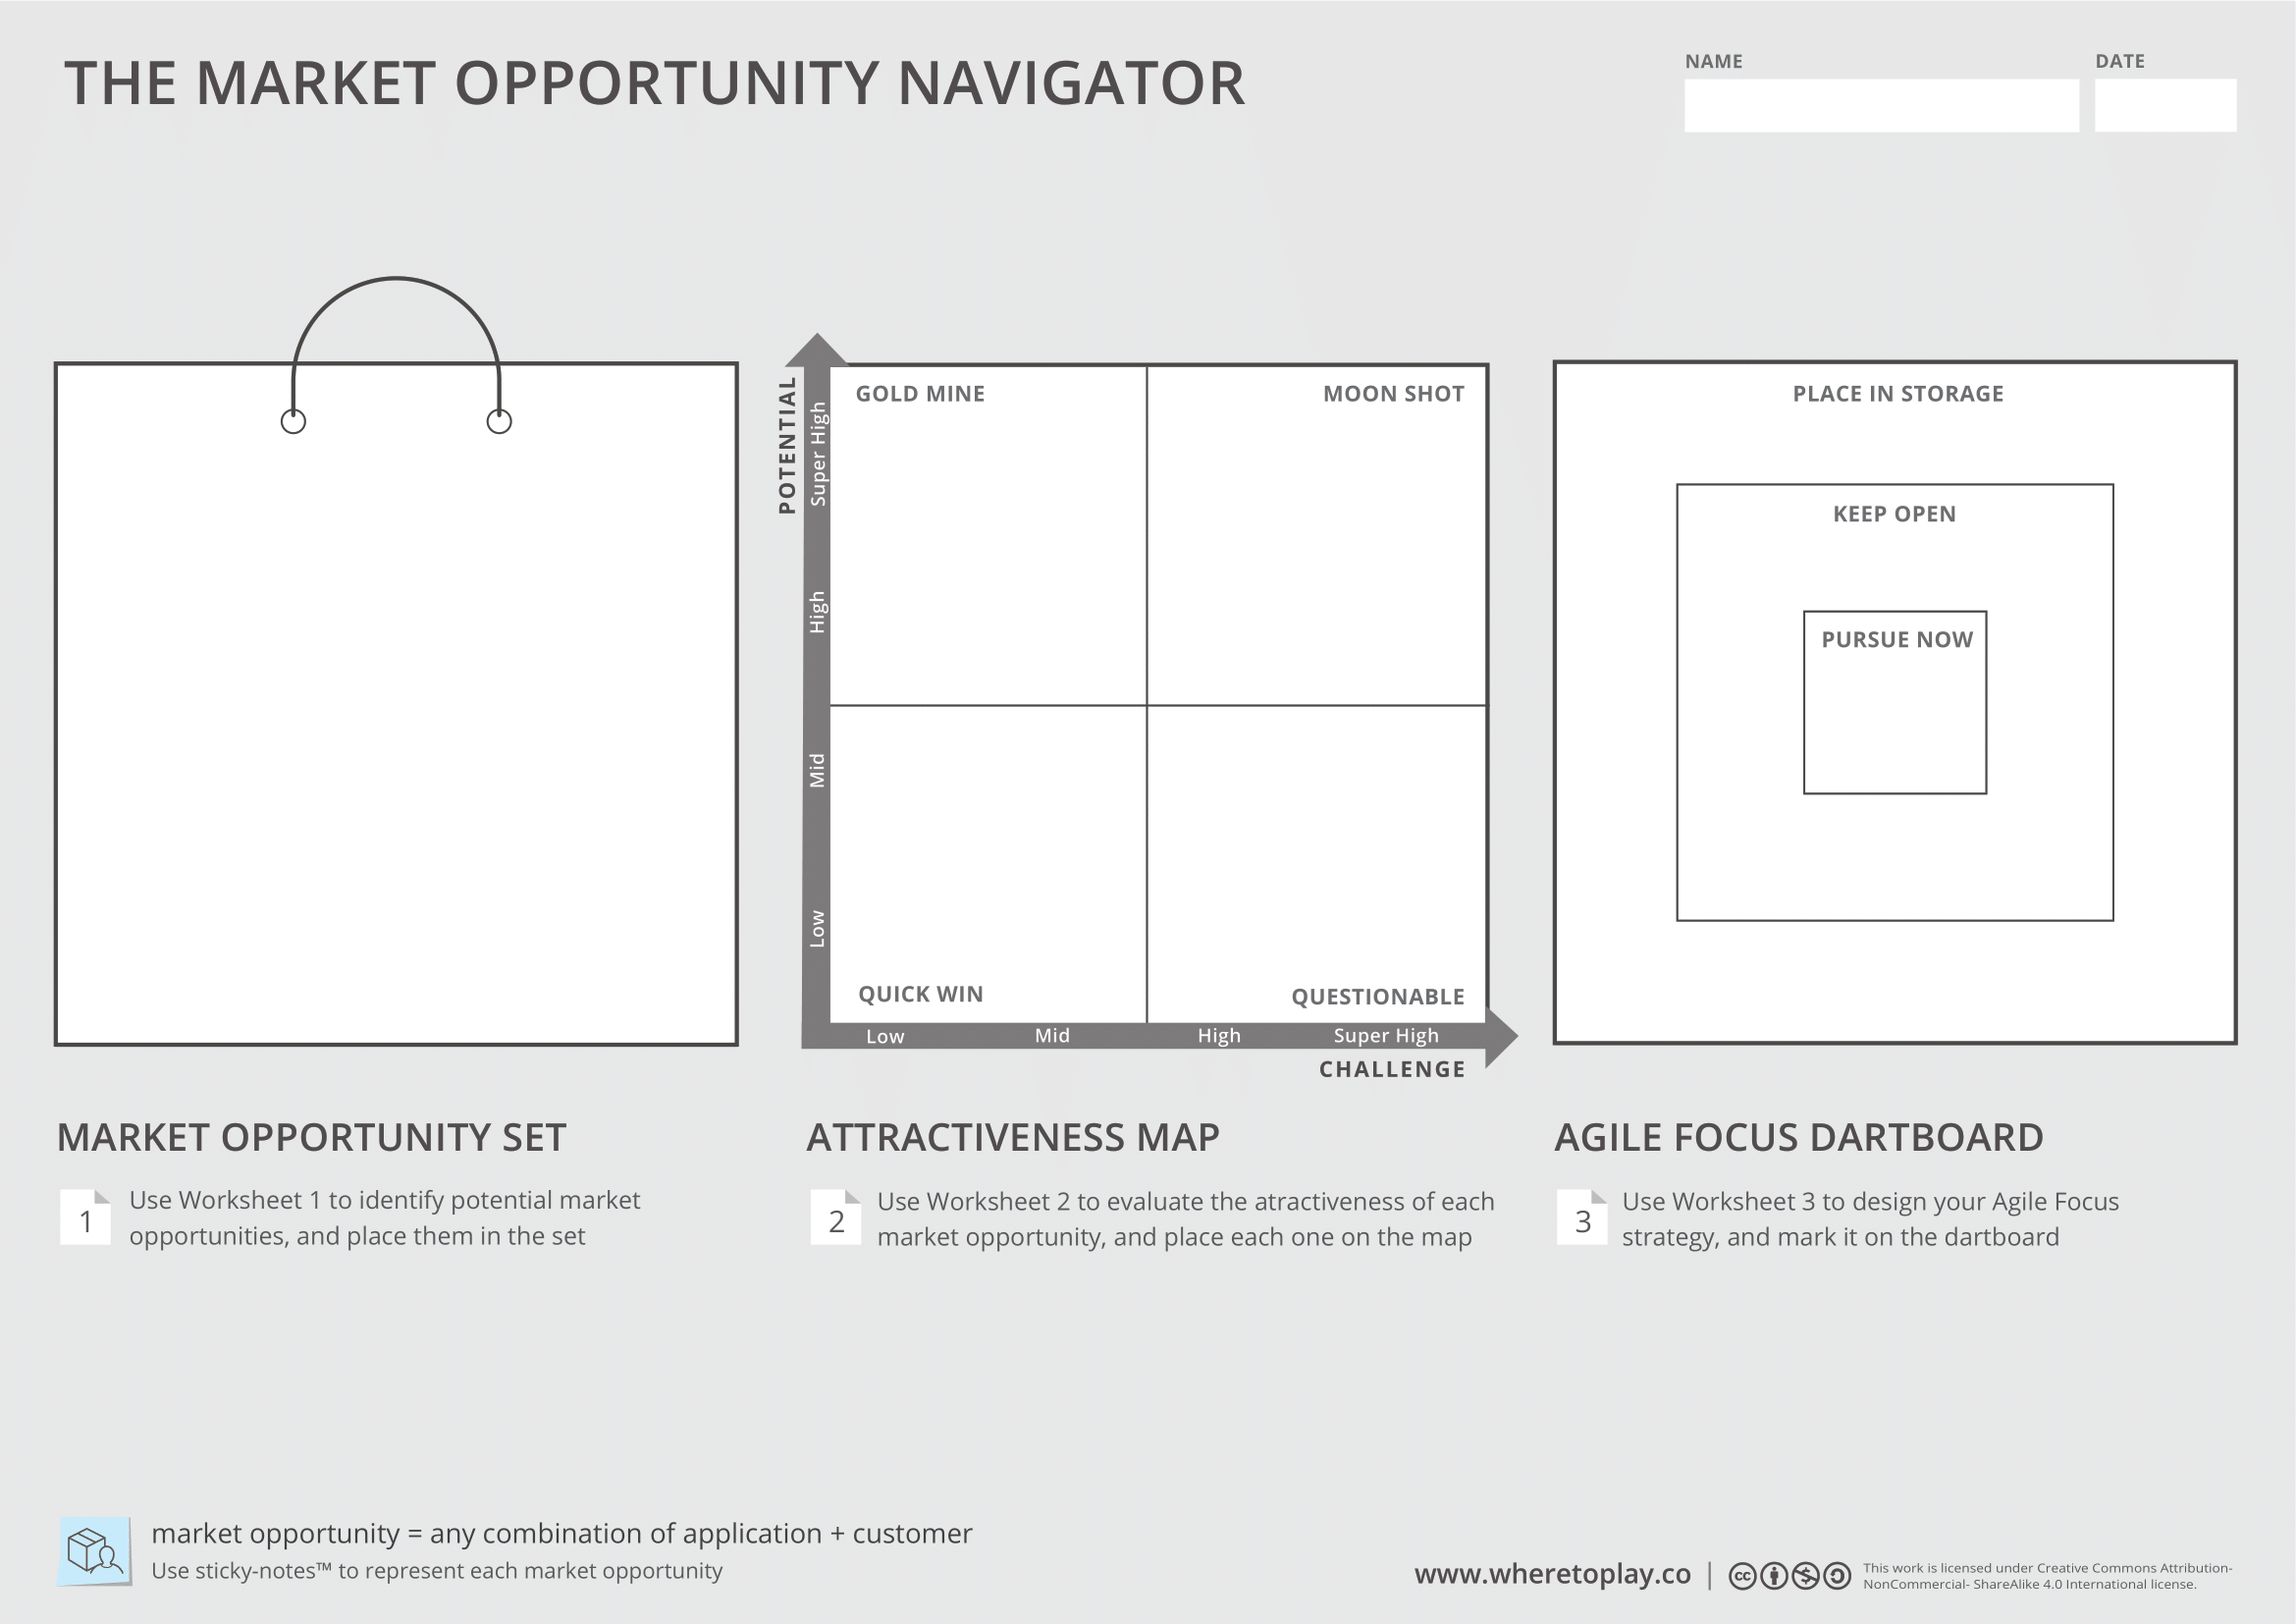 THE MARKET OPPORTUNITY NAVIGATOR
NAME
DATE
POTENTIAL
Super High
High
Mid
Low
GOLD MINE
MOON SHOT
QUICK WIN
QUESTIONABLE
Low
Mid
High
Super High
CHALLENGE
PLACE IN STORAGE
KEEP OPEN
PURSUE NOW
MARKET OPPORTUNITY SET
1
Use Worksheet 1 to identify potential market
opportunities, and place them in the set
ATTRACTIVENESS MAP
2
Use Worksheet 2 to evaluate the atractiveness of each
market opportunity, and place each one on the map
AGILE FOCUS DARTBOARD
3
Use Worksheet 3 to design your Agile Focus
strategy, and mark it on the dartboard
market opportunity = any combination of application + customer
Use sticky-notes™ to represent each market opportunity
www.wheretoplay.co |
cc
This work is licensed under Creative Commons Attribution-
NonCommercial- ShareAlike 4.0 International license.